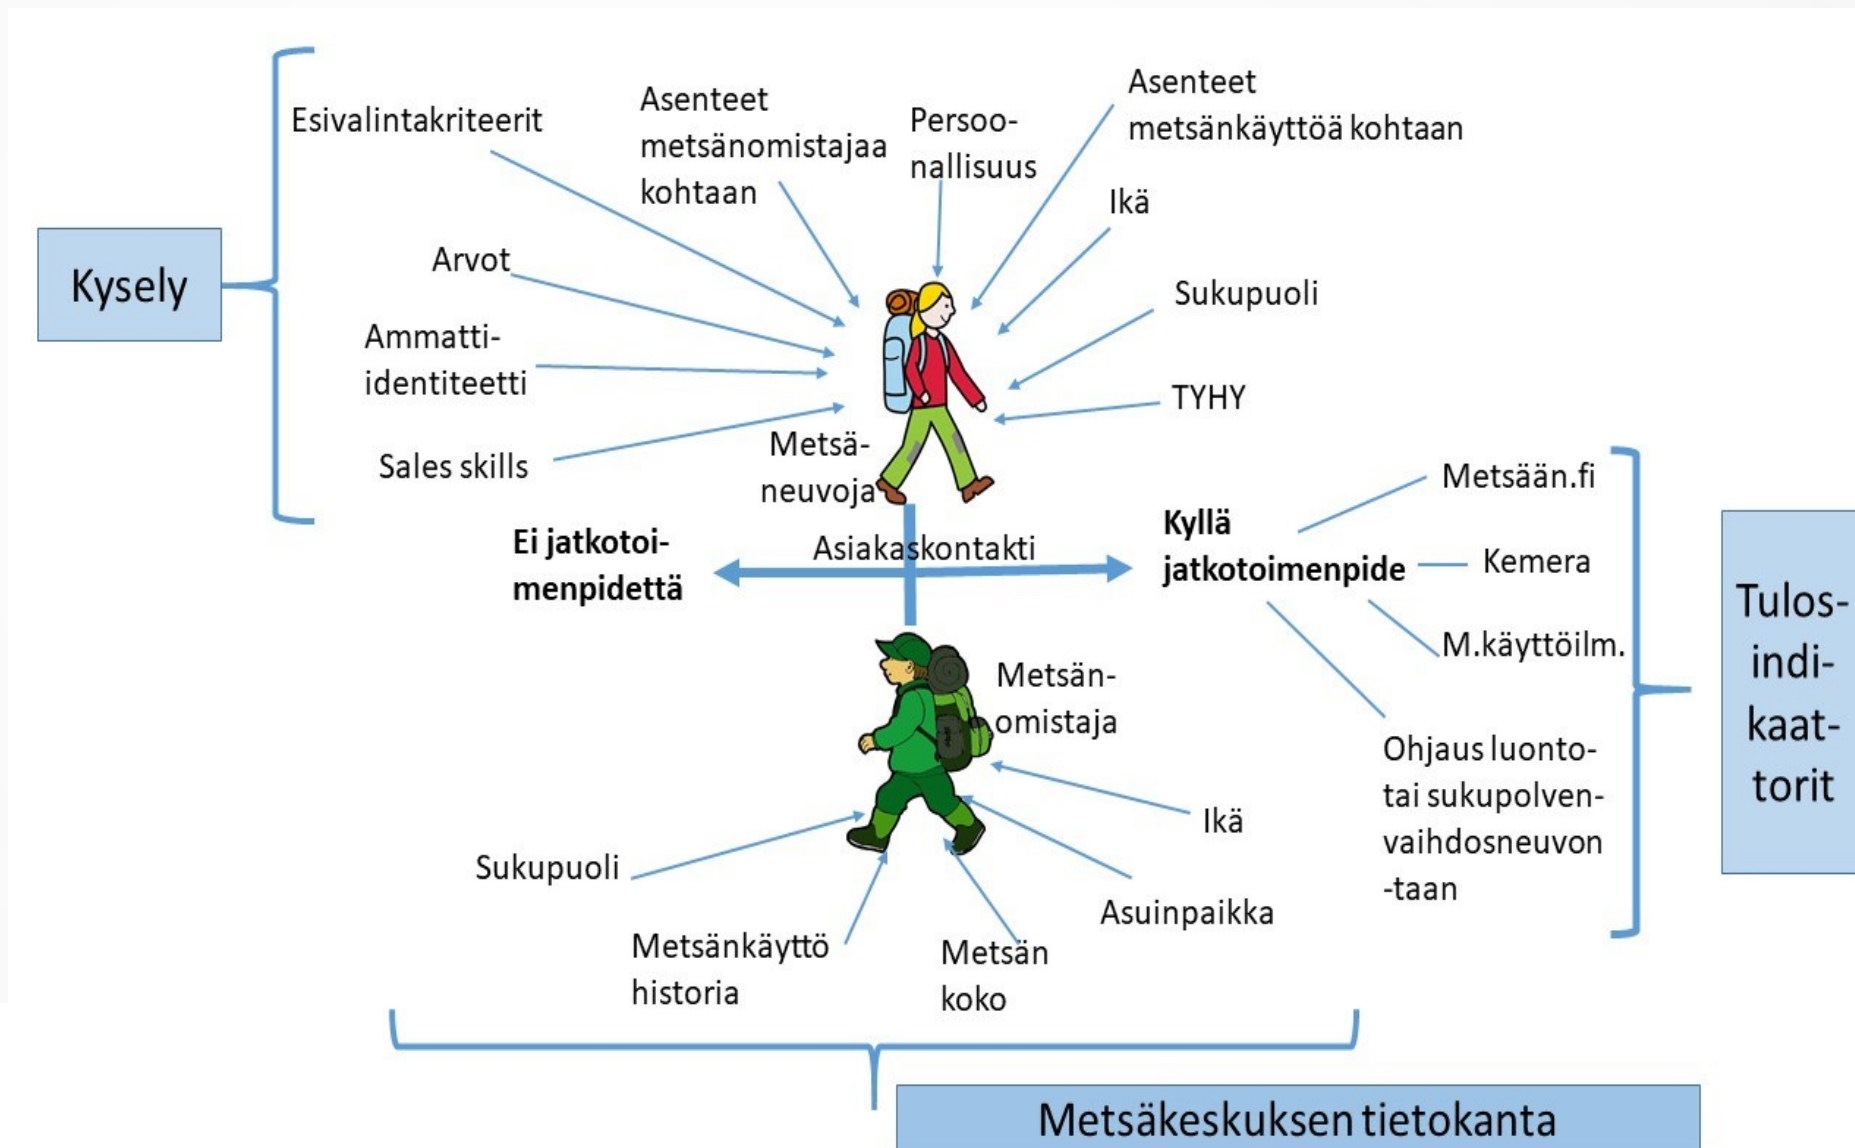 Esivalintakriteerit
Asenteet
metsänomistajaa
kohtaan
Persoo-
nallisuus
Asenteet
metsänkäyttöä kohtaan
Ikä
Kysely
Arvot
Sukupuoli
Ammatti-
identiteetti
TYHY
Sales skills
Metsä-
neuvoja
Ei jatkotoi-
menpidettä
Asiakaskontakti
Kyllä
jatkotoimenpide
Metsään.fi
Kemera
M.käyttöilm.
Ohjaus luonto-
tai sukupolven-
vaihdosneuvon
-taan
Tulos-
indi-
kaat-
torit
Metsän-
omistaja
Ikä
Sukupuoli
Asuinpaikka
Metsänkäyttö
historia
Metsän
koko
Metsäkeskuksen tietokanta